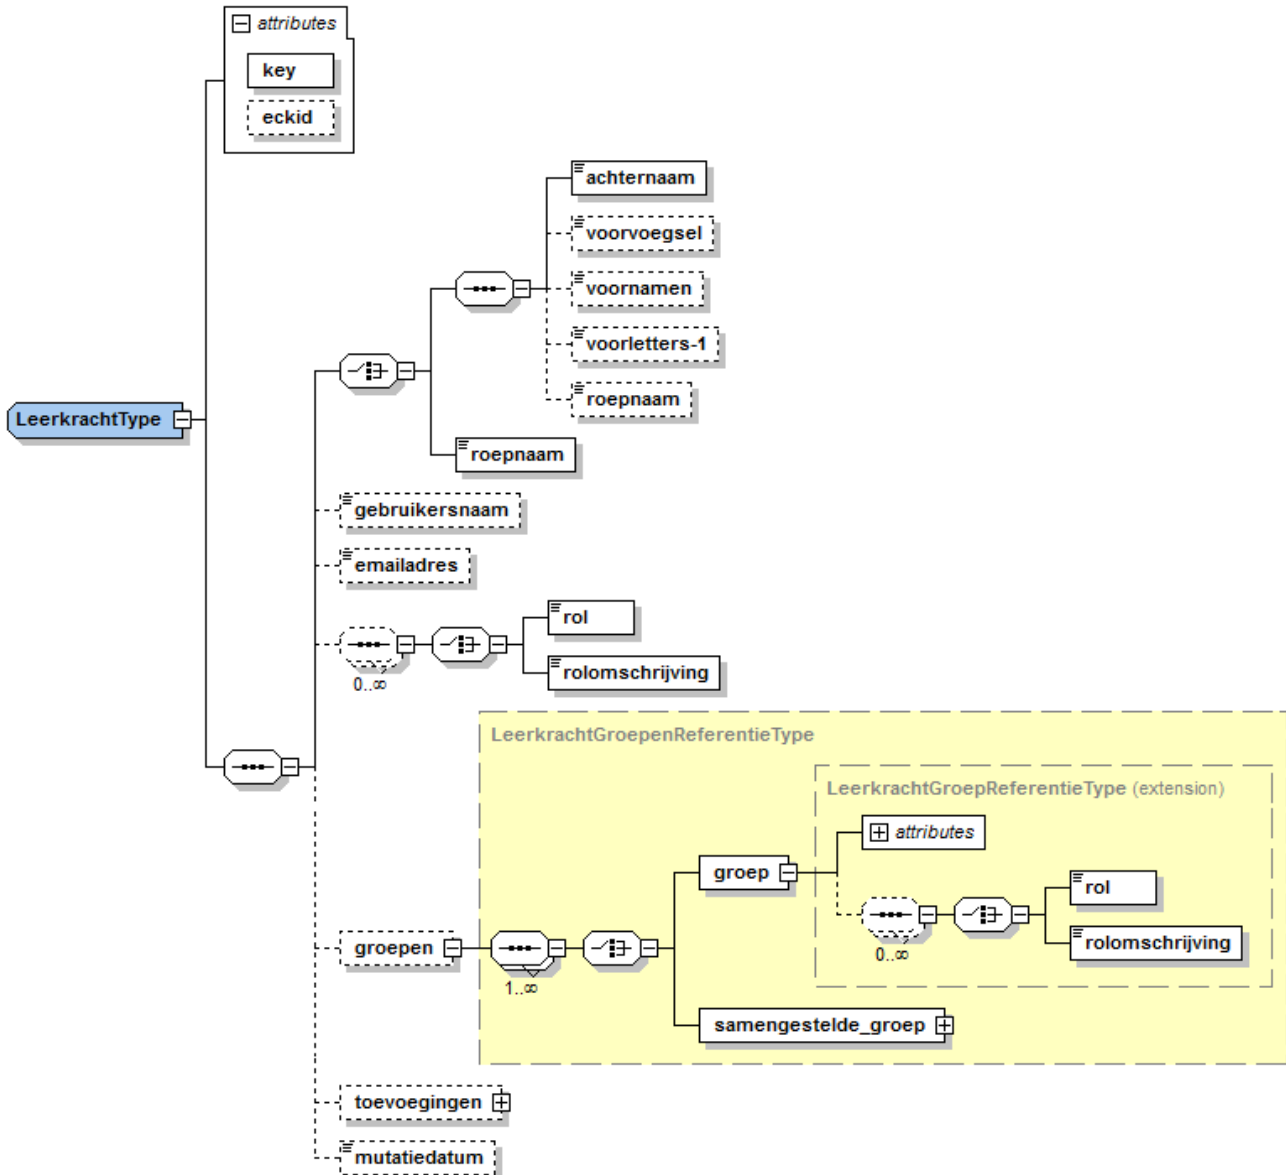 attributes
key
eckid
achternaam
voorvoegsel
voornamen
voorletters-1
roepnaam
LeerkrachtType
roepnaam
gebruikersnaam
emailadres
rol
rolomschrijving
0..∞
LeerkrachtGroepenReferentieType
LeerkrachtGroepReferentieType (extension)
attributes
groep
rol
rolomschrijving
0..∞
groepen
1..∞
samengestelde_groep
toevoegingen
mutatiedatum